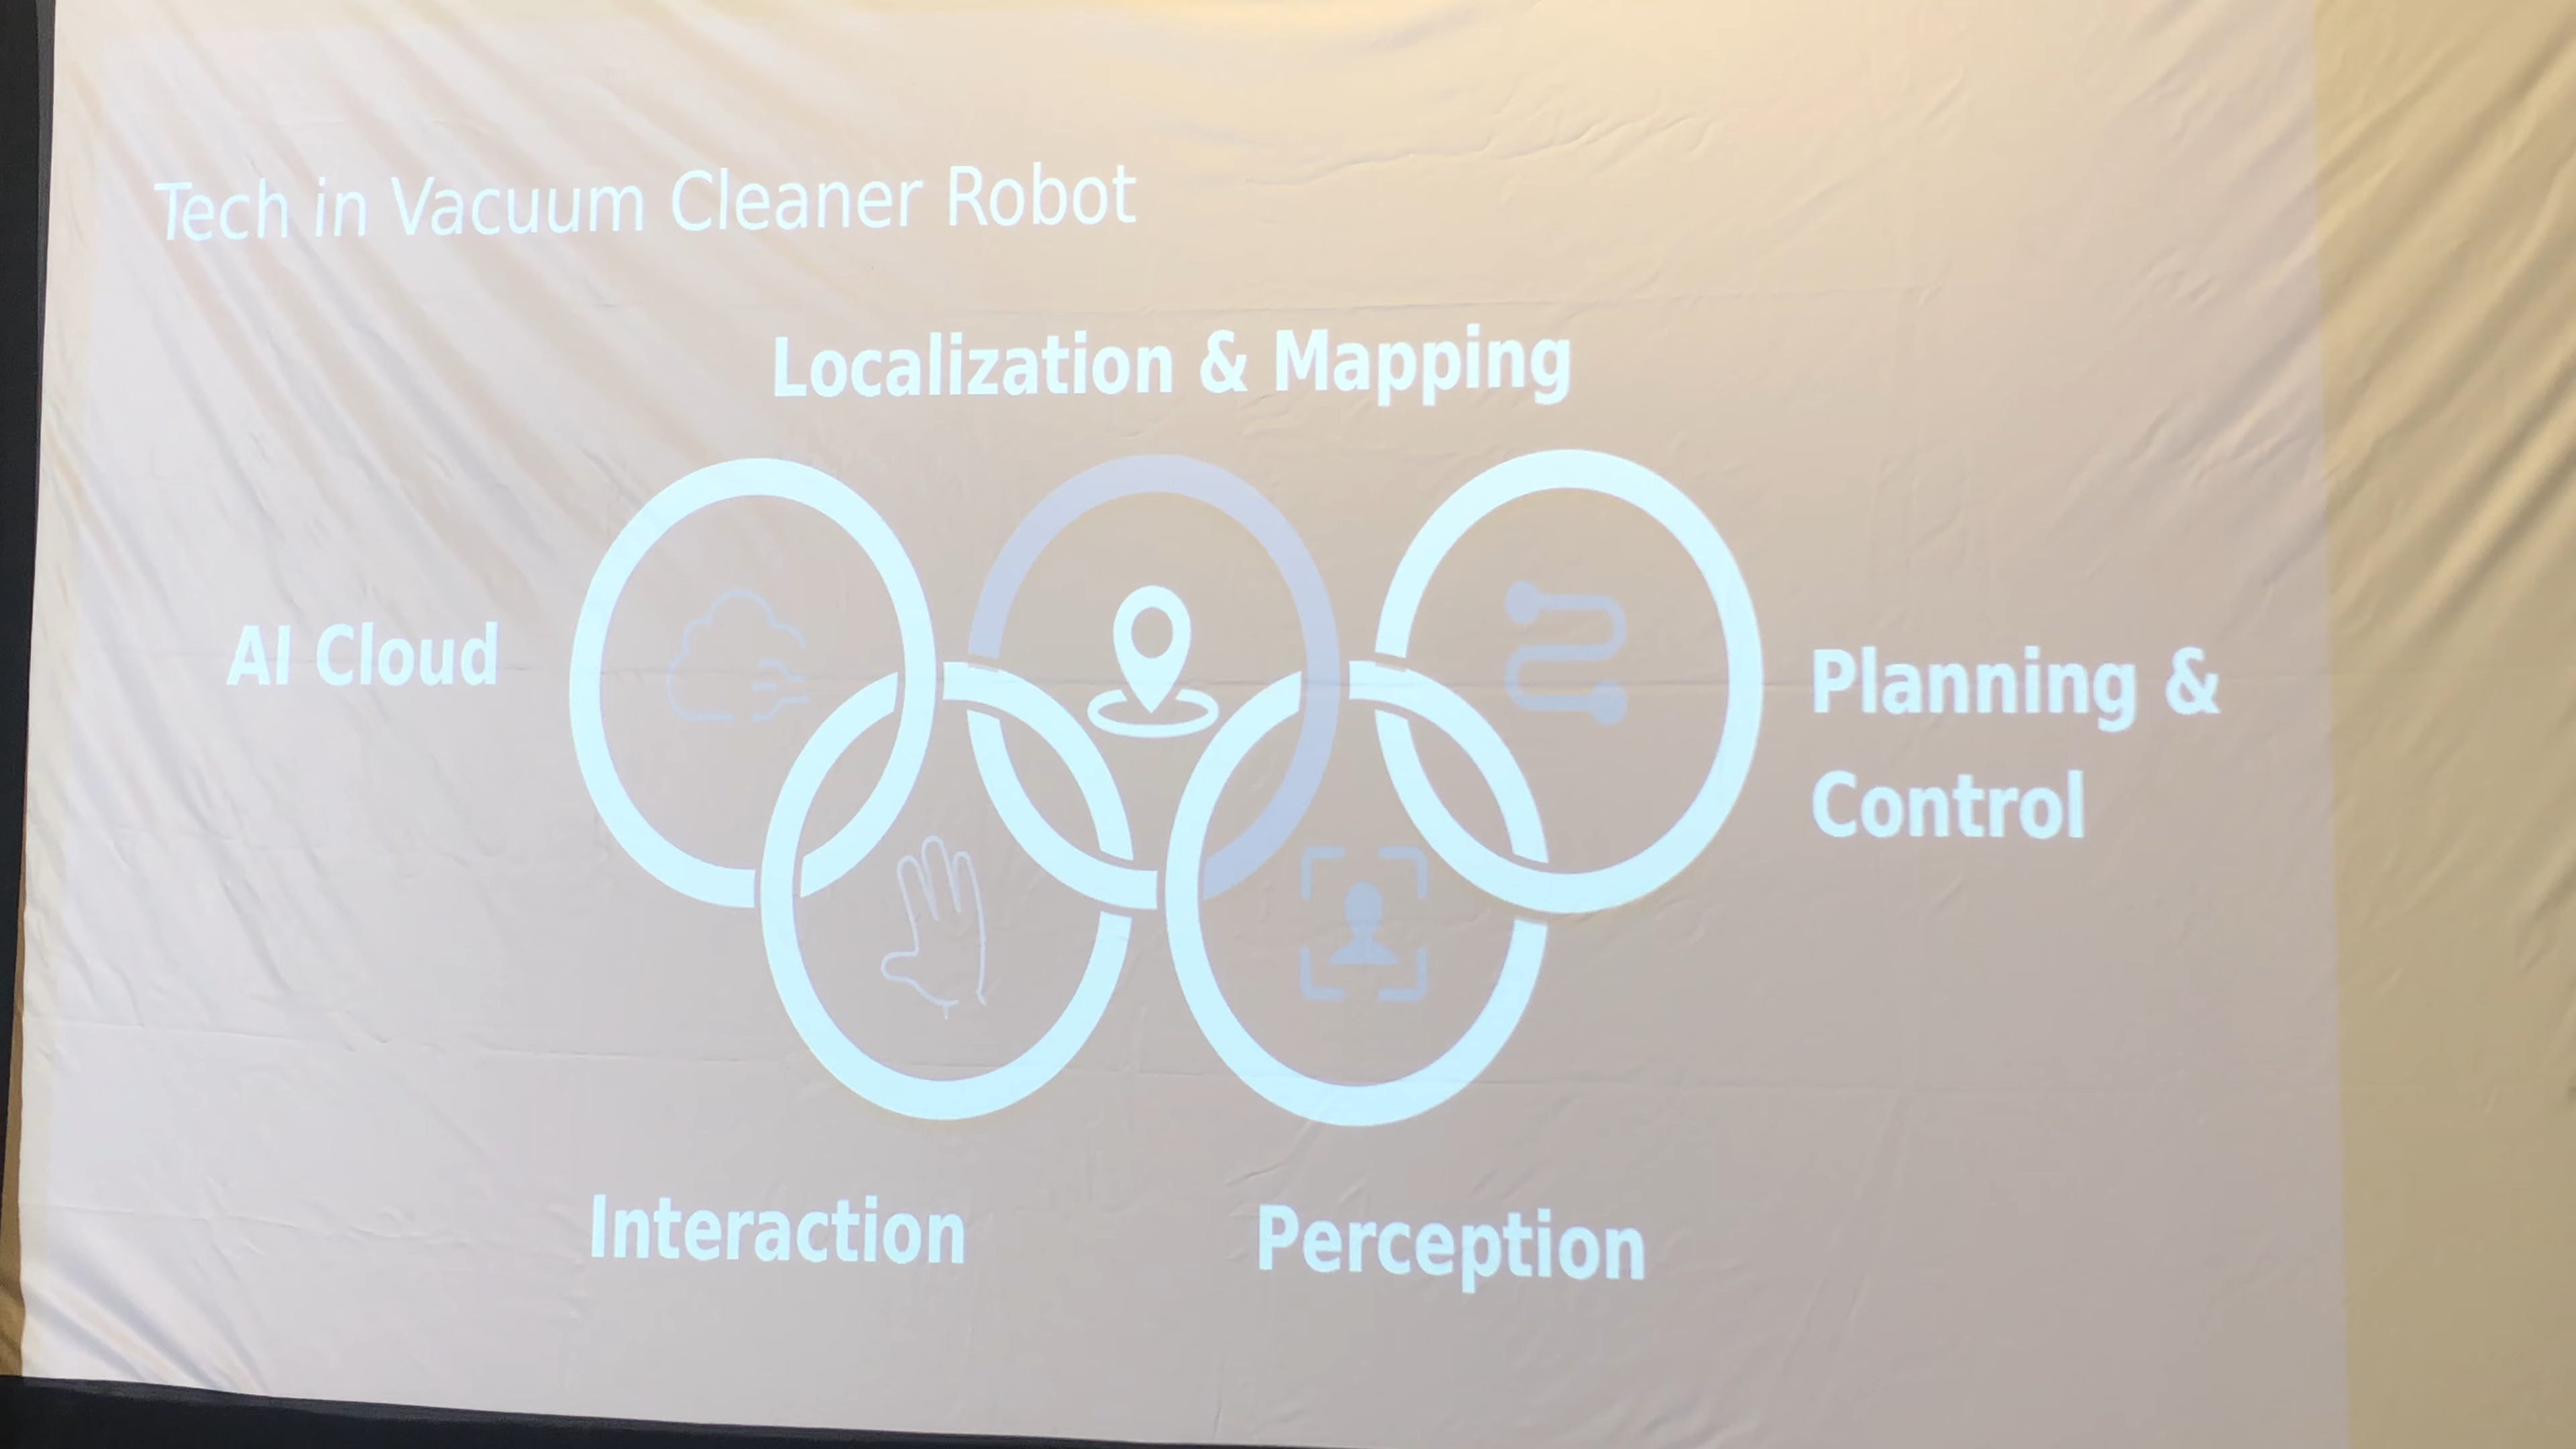 Tech in Vacuum Cleaner Robot
Localization & Mapping
AI Cloud
Planning &
Control
Interaction
Perception